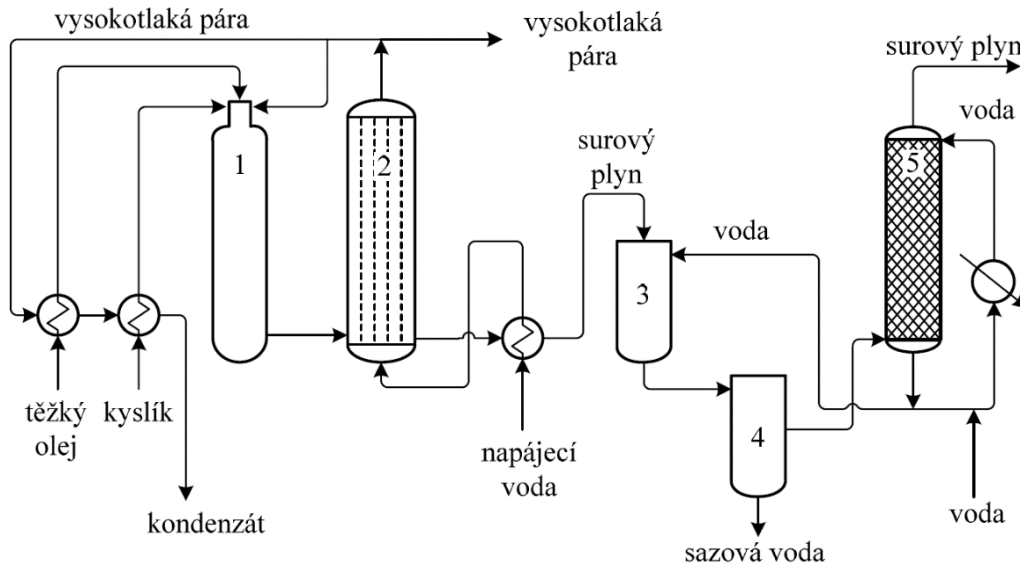 vysokotlaká pára
vysokotlaká
pára
surový plyn
voda
1
2
surový
plyn
5
voda
3
4
těžký
olej
kyslík
napájecí
voda
kondenzát
sazová voda
voda